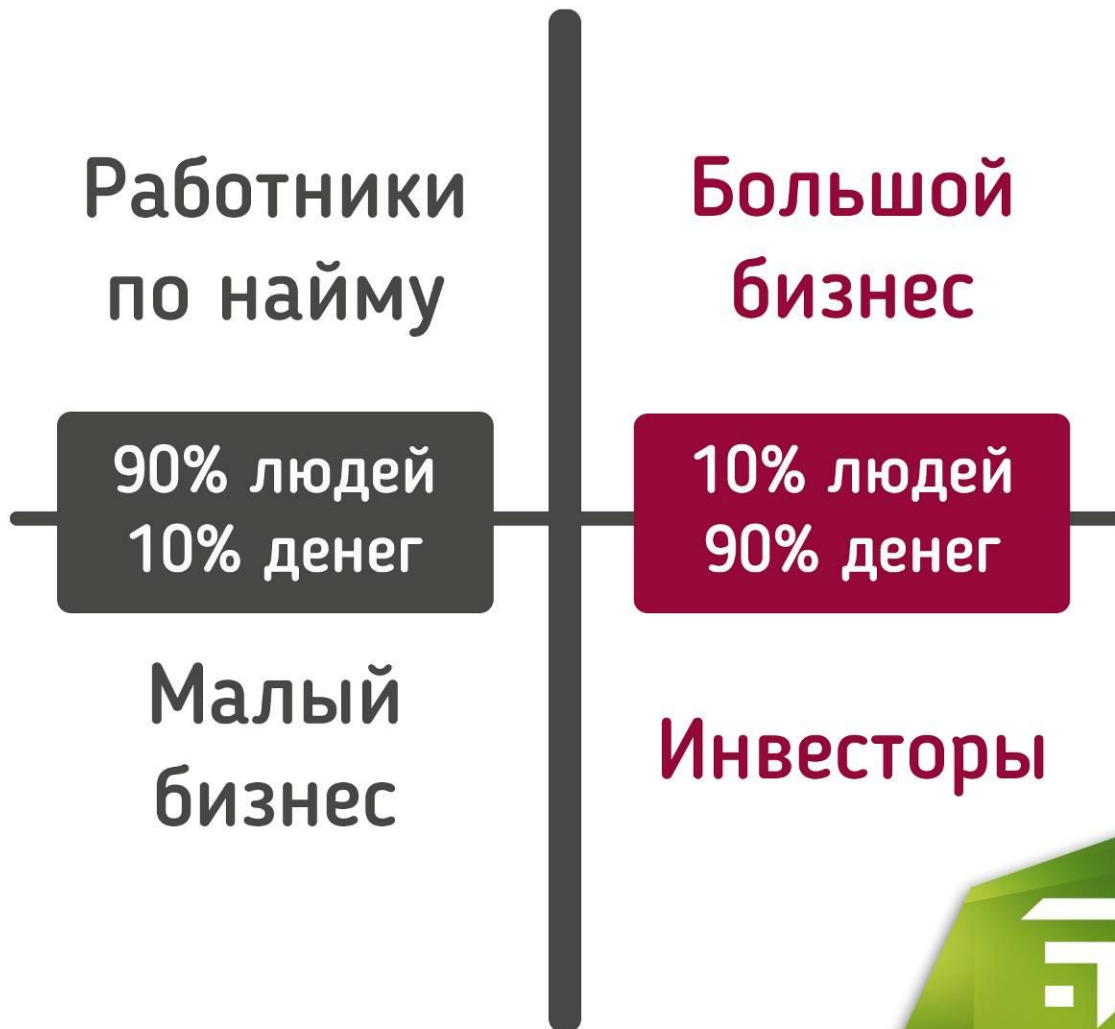 Работники
по найму
90% людей
10% денег
Малый
бизнес
Большой
бизнес
10% людей
90% денег
Инвесторы